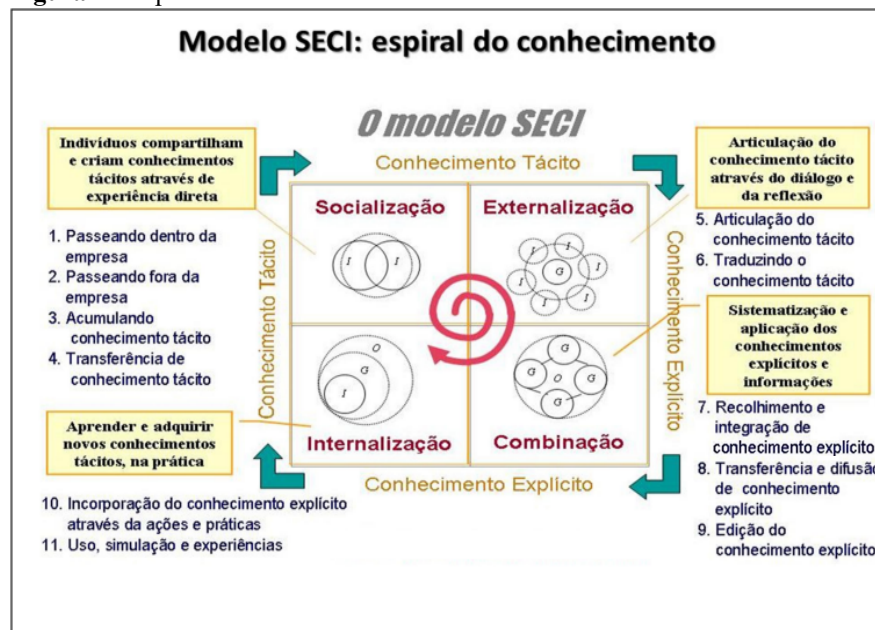 Modelo SECI: espiral do conhecimento
O modelo SECI
Indivíduos compartilham
e criam conhecimentos
tácitos através de
experiência direta
Conhecimento Tácito
Articulação do
conhecimento tácito
através do diálogo e
da reflexão
1. Passeando dentro da
empresa
2. Passeando fora da
empresa
3. Acumulando
conhecimento tácito
4. Transferência de
conhecimento tácito
Conhecimento Tácito
Socialização
I I
Externalização
I
I
I
G
I
I
I
Conhecimento Explícito
5. Articulação do
conhecimento tácito
6. Traduzindo o
conhecimento tácito
Sistematização e
aplicação dos
conhecimentos
explícitos e
informações
O
G
I
Internalização
G
G O G
G
Combinação
Aprender e adquirir
novos conhecimentos
tácitos, na prática
7. Recolhimento e
integração de
conhecimento explícito
8. Transferência e difusão
de conhecimento
explícito
9. Edição do
conhecimento explícito
Conhecimento Explícito
10. Incorporação do conhecimento explícito
através da ações e práticas
11. Uso, simulação e experiências